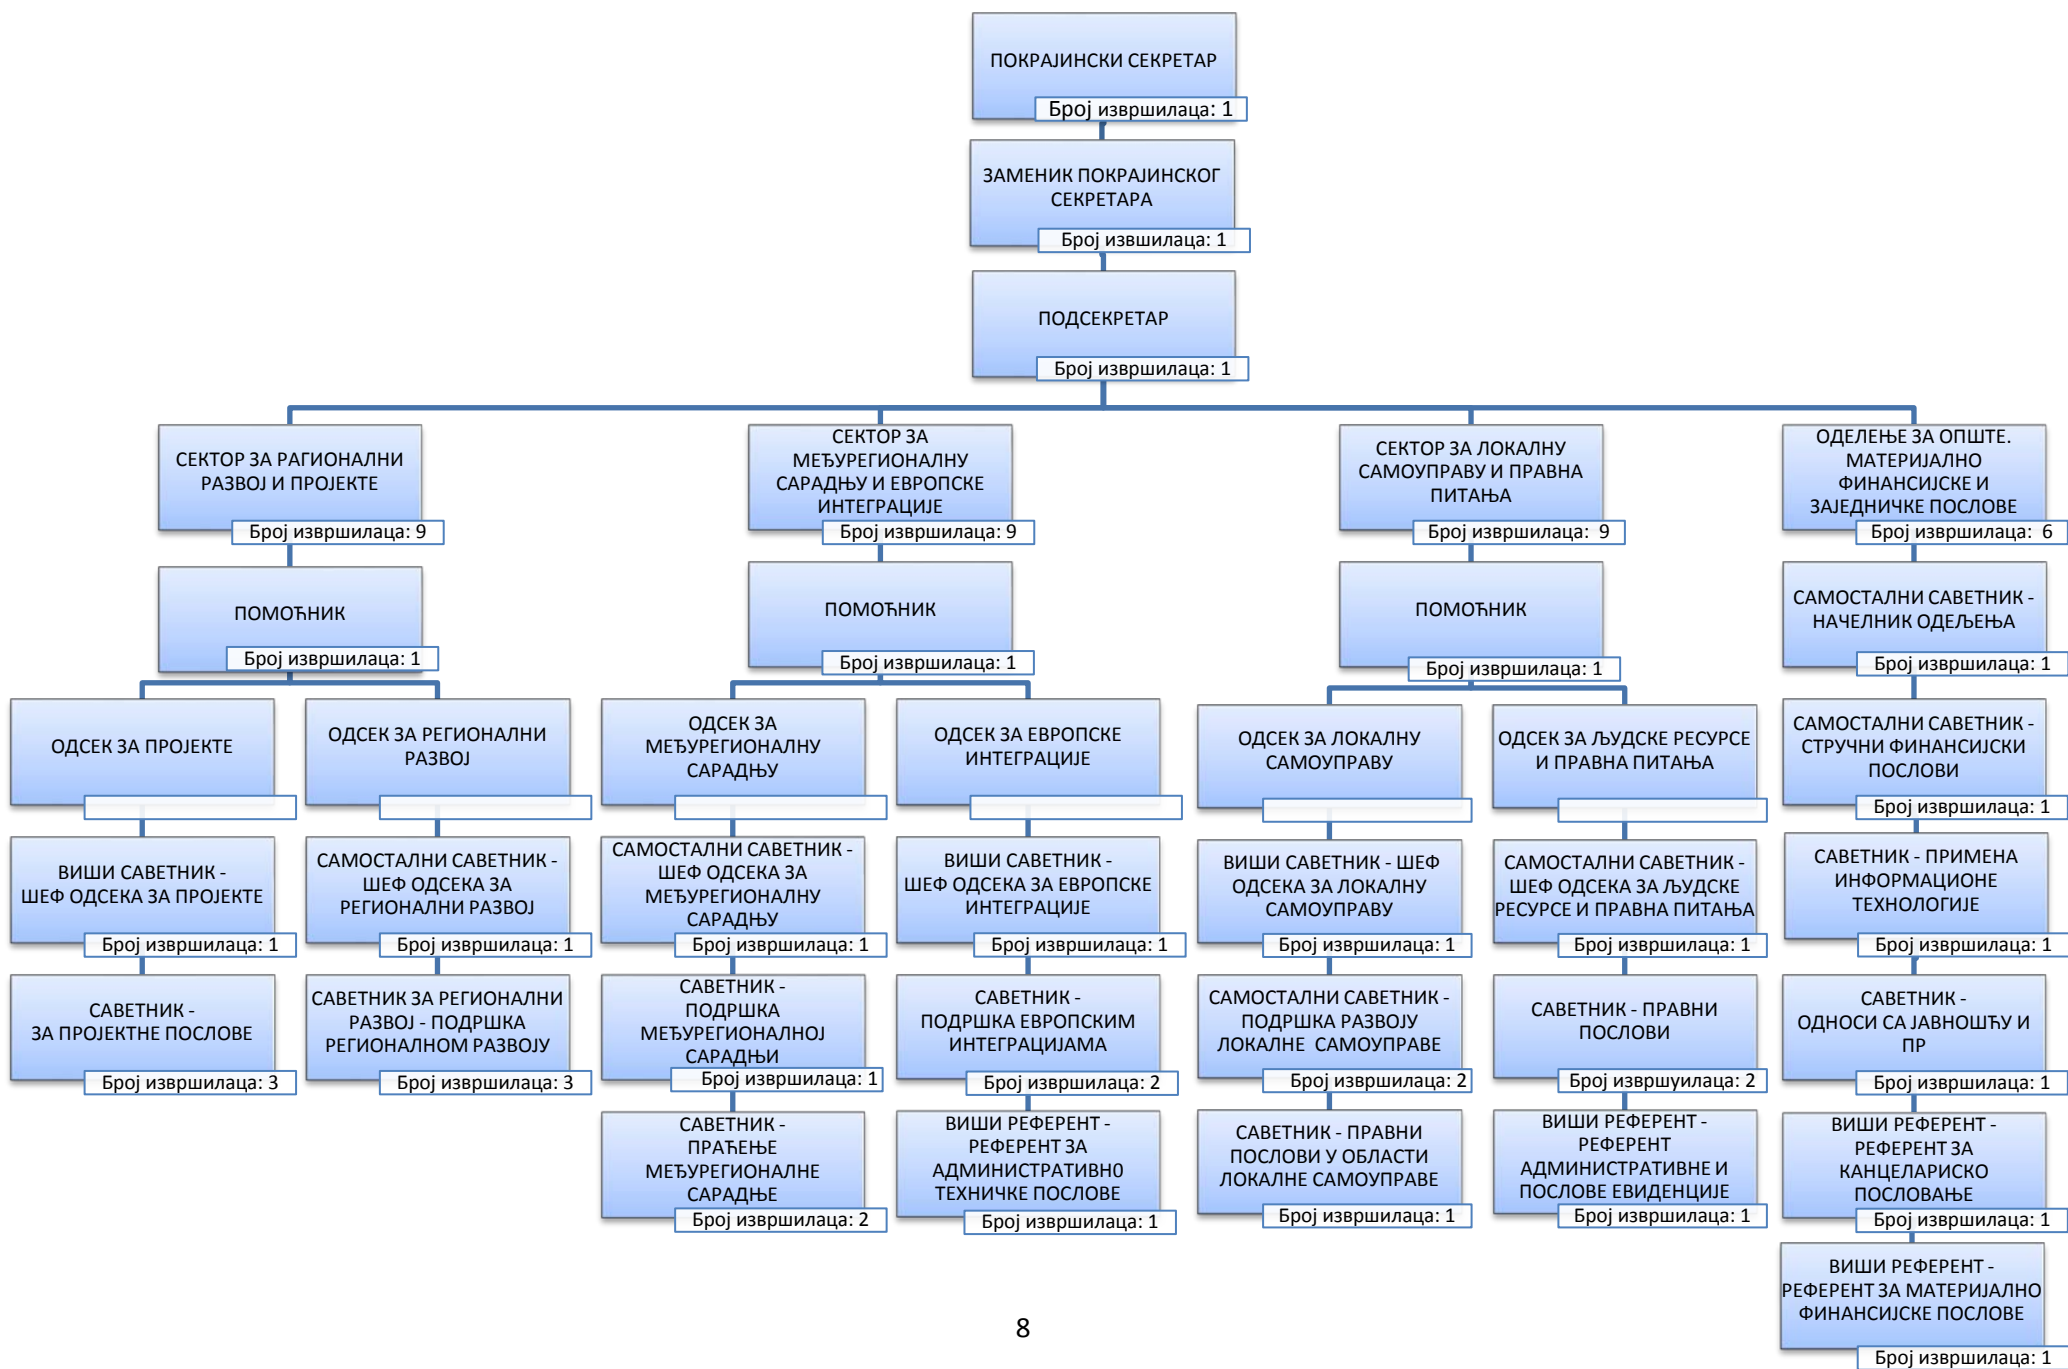 ПОКРАЈИНСКИ СЕКРЕТАР
Број извршилаца: 1
ЗАМЕНИК ПОКРАЈИНСКОГ
СЕКРЕТАРА
Број извшилаца: 1
ПОДСЕКРЕТАР
Број извршилаца: 1
СЕКТОР ЗА РАГИОНАЛНИ
РАЗВОЈ И ПРОЈЕКТЕ
Број извршилаца: 9
СЕКТОР ЗА
МЕЂУРЕГИОНАЛНУ
САРАДЊУ И ЕВРОПСКЕ
ИНТЕГРАЦИЈЕ
Број извршилаца: 9
СЕКТОР ЗА ЛОКАЛНУ
САМОУПРАВУ И ПРАВНА
ПИТАЊА
Број извршилаца: 9
ОДЕЛЕЊЕ ЗА ОПШТЕ.
МАТЕРИЈАЛНО
ФИНАНСИЈСКЕ И
ЗАЈЕДНИЧКЕ ПОСЛОВЕ
Број извршилаца: 6
ПОМОЋНИК
Број извршилаца: 1
ПОМОЋНИК
Број извршилаца: 1
ПОМОЋНИК
Број извршилаца: 1
САМОСТАЛНИ САВЕТНИК -
НАЧЕЛНИК ОДЕЉЕЊА
Број извршилаца: 1
ОДСЕК ЗА ПРОЈЕКТЕ
ОДСЕК ЗА РЕГИОНАЛНИ
РАЗВОЈ
ОДСЕК ЗА
МЕЂУРЕГИОНАЛНУ
САРАДЊУ
ОДСЕК ЗА ЕВРОПСКЕ
ИНТЕГРАЦИЈЕ
ОДСЕК ЗА ЛОКАЛНУ
САМОУПРАВУ
ОДСЕК ЗА ЉУДСКЕ РЕСУРСЕ
И ПРАВНА ПИТАЊА
САМОСТАЛНИ САВЕТНИК -
СТРУЧНИ ФИНАНСИЈСКИ
ПОСЛОВИ
Број извршилаца: 1
ВИШИ САВЕТНИК -
ШЕФ ОДСЕКА ЗА ПРОЈЕКТЕ
Број извршилаца: 1
САМОСТАЛНИ САВЕТНИК -
ШЕФ ОДСЕКА ЗА
РЕГИОНАЛНИ РАЗВОЈ
Број извршилаца: 1
САМОСТАЛНИ САВЕТНИК -
ШЕФ ОДСЕКА ЗА
МЕЂУРЕГИОНАЛНУ
САРАДЊУ
Број извршилаца: 1
ВИШИ САВЕТНИК -
ШЕФ ОДСЕКА ЗА ЕВРОПСКЕ
ИНТЕГРАЦИЈЕ
Број извршилаца: 1
ВИШИ САВЕТНИК - ШЕФ
ОДСЕКА ЗА ЛОКАЛНУ
САМОУПРАВУ
Број извршилаца: 1
САМОСТАЛНИ САВЕТНИК -
ШЕФ ОДСЕКА ЗА ЉУДСКЕ
РЕСУРСЕ И ПРАВНА ПИТАЊА
Број извршилаца: 1
САВЕТНИК - ПРИМЕНА
ИНФОРМАЦИОНЕ
ТЕХНОЛОГИЈЕ
Број извршилаца: 1
САВЕТНИК -
ЗА ПРОЈЕКТНЕ ПОСЛОВЕ
Број извршилаца: 3
САВЕТНИК ЗА РЕГИОНАЛНИ
РАЗВОЈ - ПОДРШКА
РЕГИОНАЛНОМ РАЗВОЈУ
Број извршилаца: 3
САВЕТНИК -
ПОДРШКА
МЕЂУРЕГИОНАЛНОЈ
САРАДЊИ
Број извршилаца: 1
САВЕТНИК -
ПОДРШКА ЕВРОПСКИМ
ИНТЕГРАЦИЈАМА
Број извршилаца: 2
САМОСТАЛНИ САВЕТНИК -
ПОДРШКА РАЗВОЈУ
ЛОКАЛНЕ САМОУПРАВЕ
Број извршилаца: 2
САВЕТНИК - ПРАВНИ
ПОСЛОВИ
Број извршуилаца: 2
САВЕТНИК -
ОДНОСИ СА ЈАВНОШЋУ И
ПР
Број извршилаца: 1
САВЕТНИК -
ПРАЋЕЊЕ
МЕЂУРЕГИОНАЛНЕ
САРАДЊЕ
Број извршилаца: 2
ВИШИ РЕФЕРЕНТ -
РЕФЕРЕНТ ЗА
АДМИНИСТРАТИВН0
ТЕХНИЧКЕ ПОСЛОВЕ
Број извршилаца: 1
САВЕТНИК - ПРАВНИ
ПОСЛОВИ У ОБЛАСТИ
ЛОКАЛНЕ САМОУПРАВЕ
Број извршилаца: 1
ВИШИ РЕФЕРЕНТ -
РЕФЕРЕНТ
АДМИНИСТРАТИВНЕ И
ПОСЛОВЕ ЕВИДЕНЦИЈЕ
Број извршилаца: 1
ВИШИ РЕФЕРЕНТ -
РЕФЕРЕНТ ЗА
КАНЦЕЛАРИСКО
ПОСЛОВАЊЕ
Број извршилаца: 1
ВИШИ РЕФЕРЕНТ -
РЕФЕРЕНТ ЗА МАТЕРИЈАЛНО
ФИНАНСИЈСКЕ ПОСЛОВЕ
Број извршилаца: 1
8